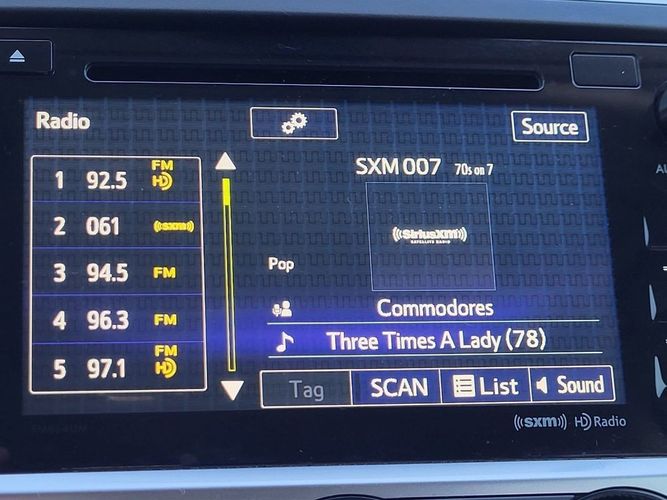 Radio
Source
SXM 007 70s on 7
1 92.5 FM HD
2 061 ((sxm))
3 94.5 FM
4 96.3 FM
5 97.1 FM HD
((SiriusXM))
SATELLITE RADIO
Pop
Commodores
Three Times A Lady (78)
Tag SCAN List Sound
((sxm)) HD Radio